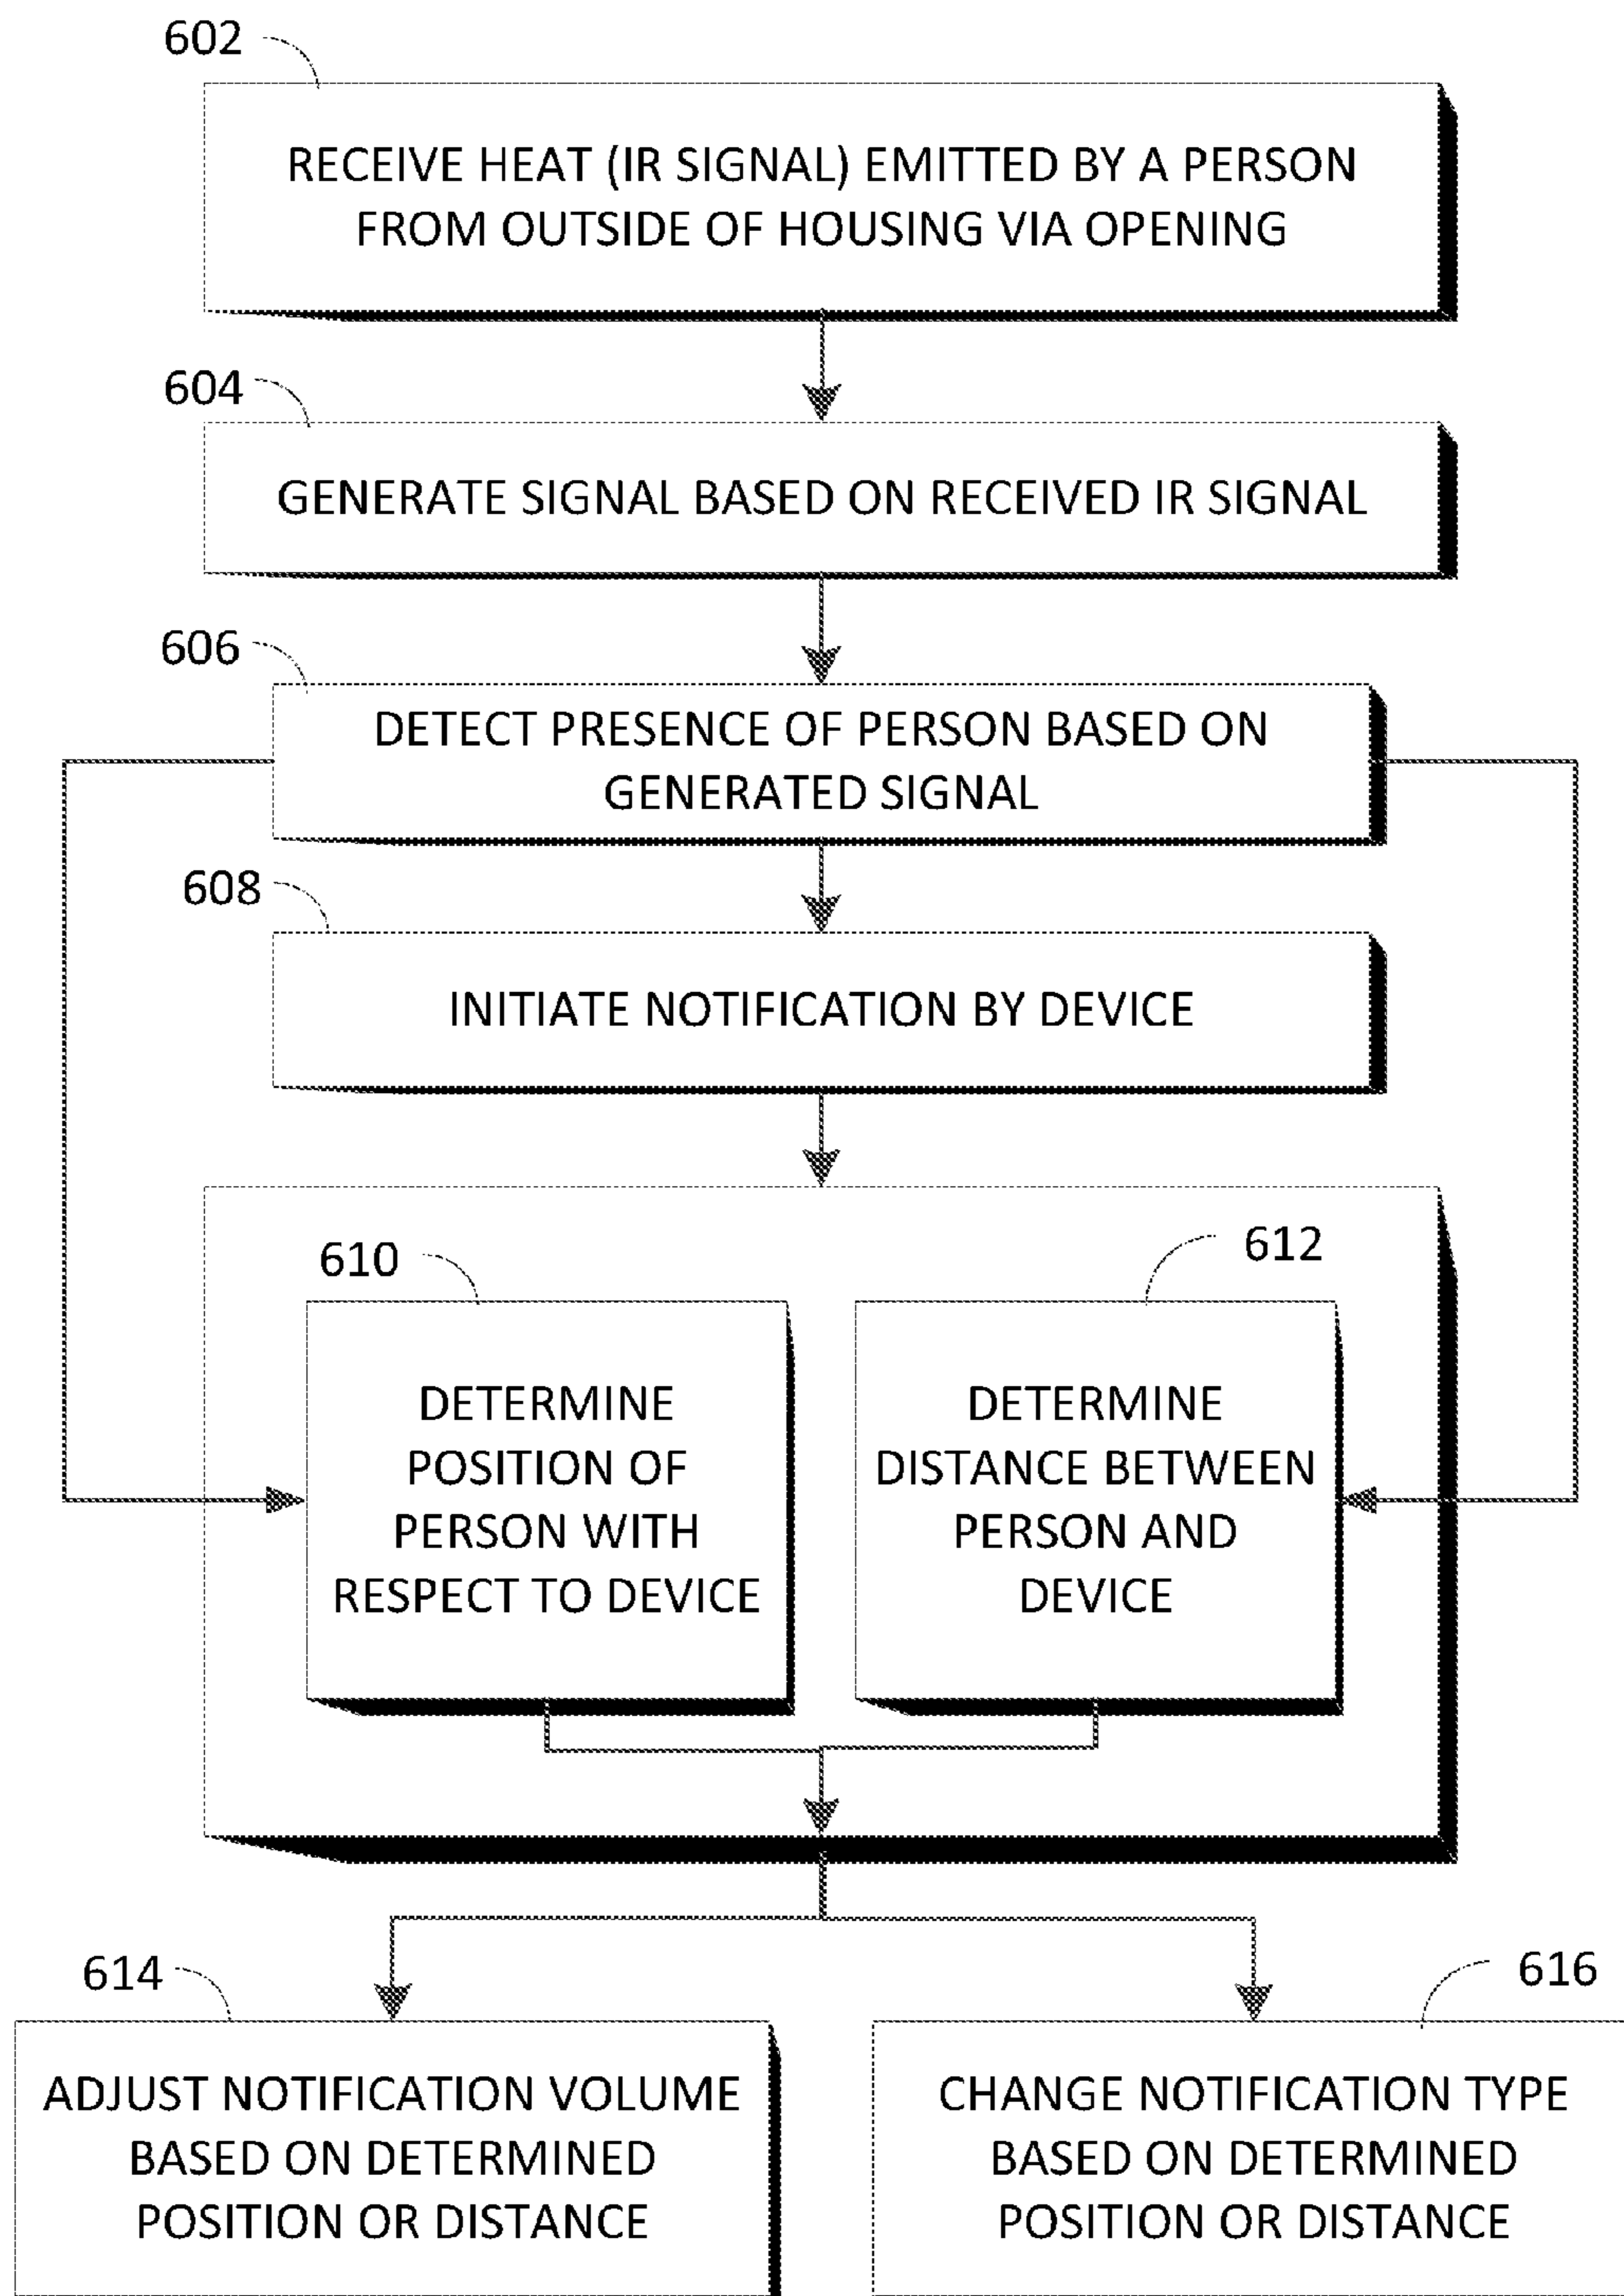 602
RECEIVE HEAT (IR SIGNAL) EMITTED BY A PERSON
FROM OUTSIDE OF HOUSING VIA OPENING
604
GENERATE SIGNAL BASED ON RECEIVED IR SIGNAL
606
DETECT PRESENCE OF PERSON BASED ON
GENERATED SIGNAL
608
INITIATE NOTIFICATION BY DEVICE
610
DETERMINE
POSITION OF
PERSON WITH
RESPECT TO DEVICE
612
DETERMINE
DISTANCE BETWEEN
PERSON AND
DEVICE
614
ADJUST NOTIFICATION VOLUME
BASED ON DETERMINED
POSITION OR DISTANCE
616
CHANGE NOTIFICATION TYPE
BASED ON DETERMINED
POSITION OR DISTANCE